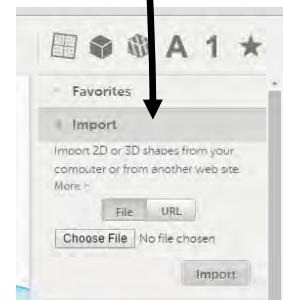 A 1
Favorites
Import
Import 2D or 3D shapes from your
computer or from another web site.
More
File URL
Choose File No file chosen
Import